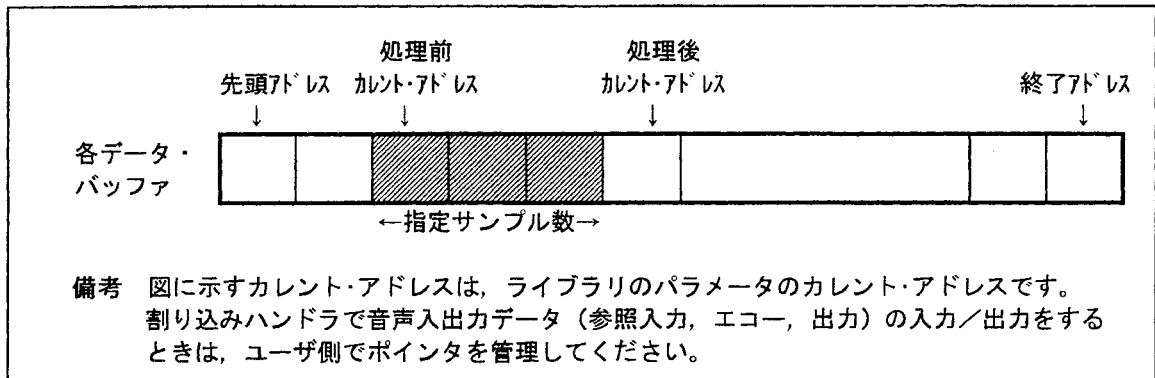 処理前 処理後
先頭アドレス カレント・アドレス カレント・アドレス 終了アドレス
↓ ↓ ↓ ↓
各データ・
バッファ
←指定サンプル数→
備考 図に示すカレント・アドレスは,ライブラリのパラメータのカレント・アドレスです。
割り込みハンドラで音声入出力データ(参照入力,エコー,出力)の入力/出力をする
ときは,ユーザ側でポインタを管理してください。